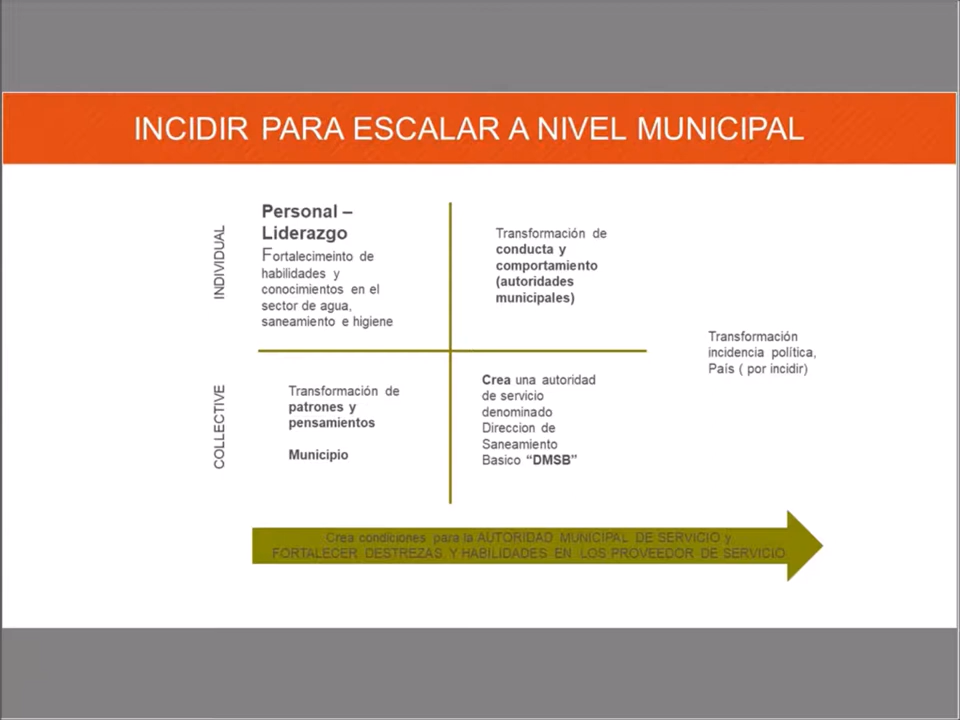 INCIDIR PARA ESCALAR A NIVEL MUNICIPAL
INDIVIDUAL
Personal –
Liderazgo
Fortalecimeinto de
habilidades y
conocimientos en el
sector de agua,
saneamiento e higiene
Transformación de
conducta y
comportamiento
(autoridades
municipales)
Transformación
incidencia política,
País ( por incidir)
COLLECTIVE
Transformación de
patrones y
pensamientos
Municipio
Crea una autoridad
de servicio
denominado
Direccion de
Saneamiento
Basico “DMSB”
Crea condiciones para la AUTORIDAD MUNICIPAL DE SERVICIO y
FORTALECER DESTREZAS Y HABILIDADES EN LOS PROVEEDOR DE SERVICIO